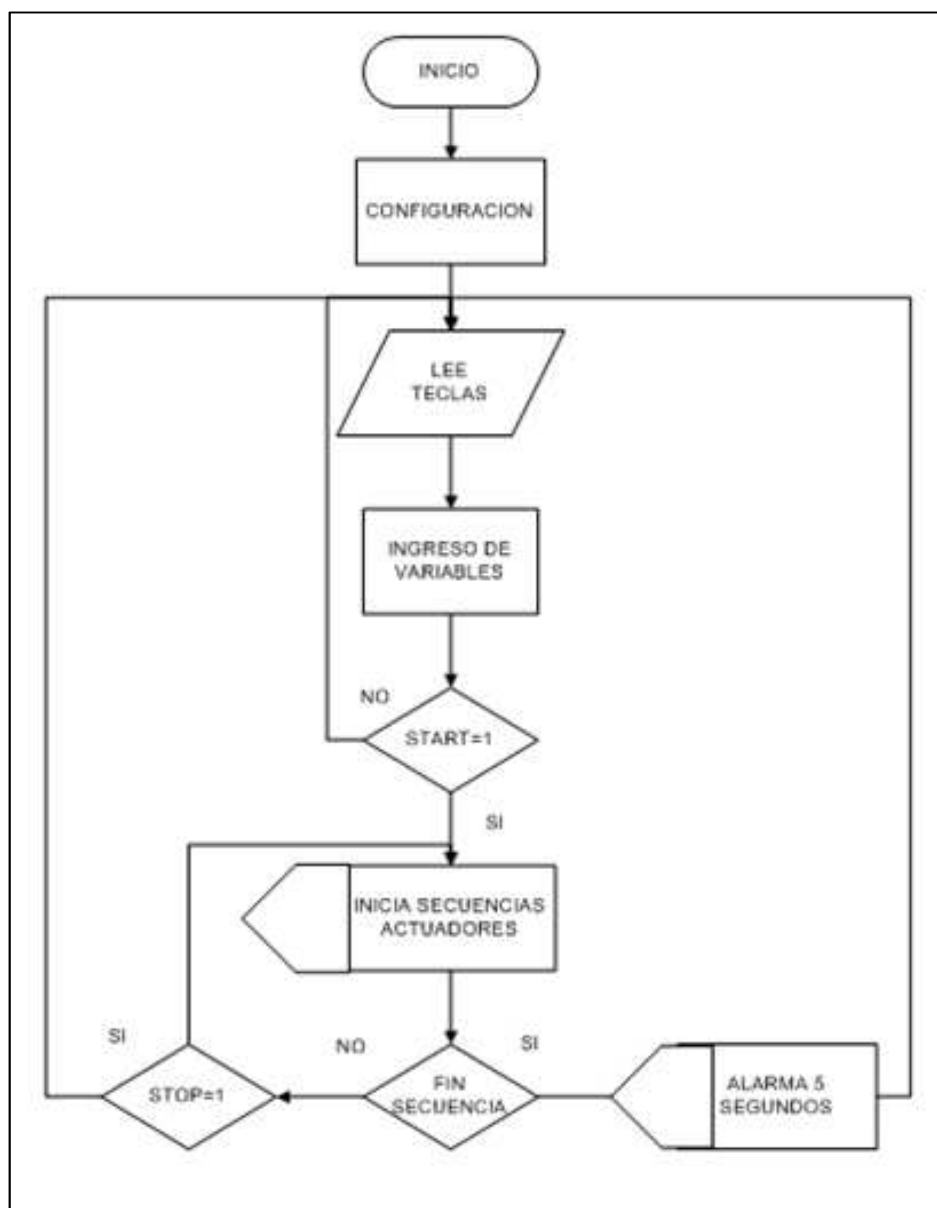 INICIO
CONFIGURACION
LEE
TECLAS
INGRESO DE
VARIABLES
NO
START=1
SI
INICIA SECUENCIAS
ACTUADORES
SI
NO
SI
STOP=1
FIN
SECUENCIA
ALARMA 5
SEGUNDOS